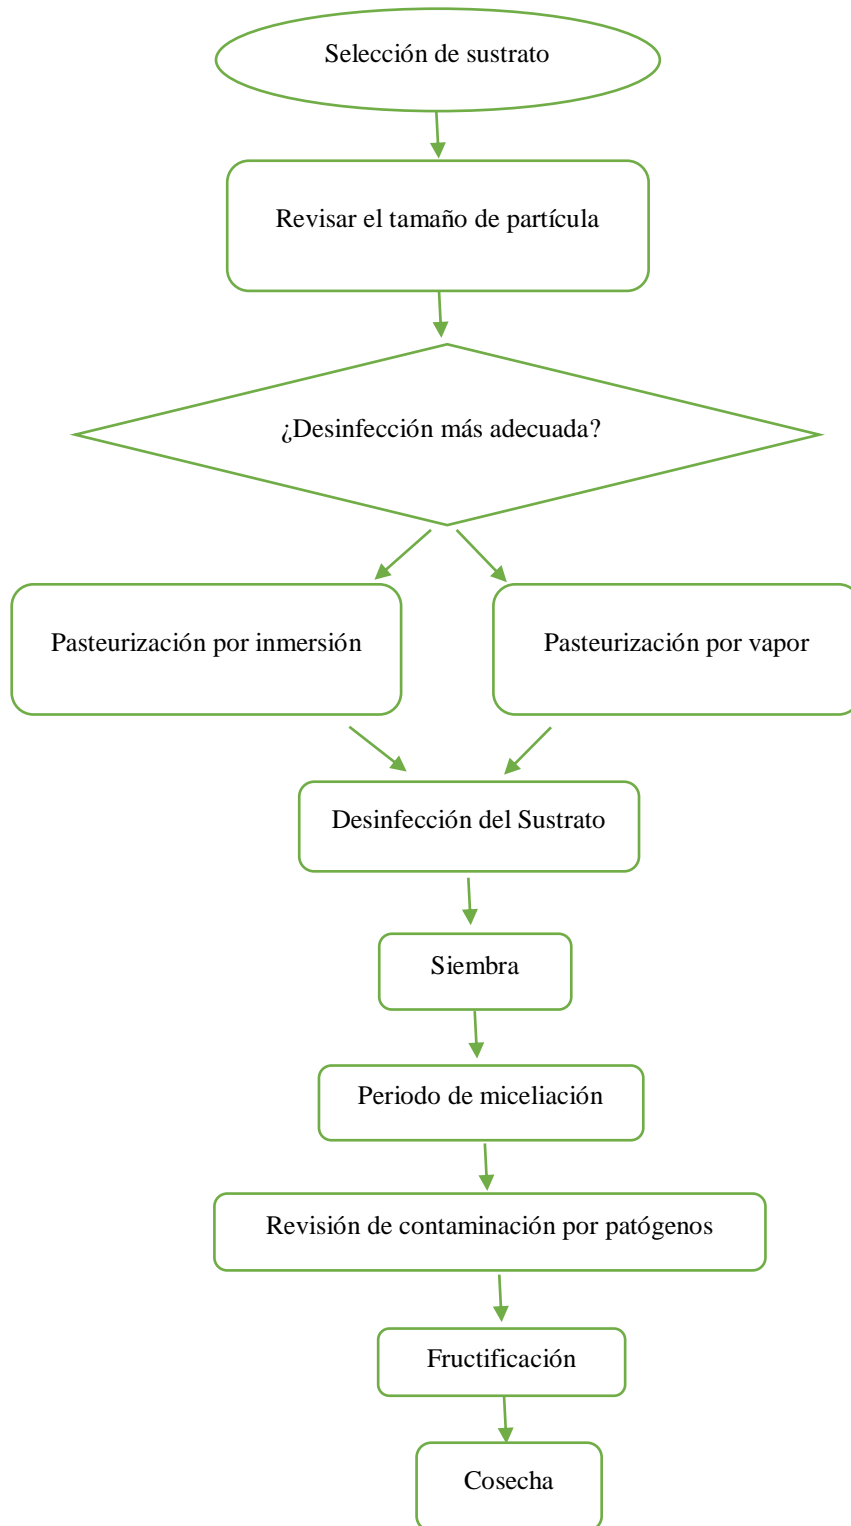 Selección de sustrato
Revisar el tamaño de partícula
¿Desinfección más adecuada?
Pasteurización por inmersión
Pasteurización por vapor
Desinfección del Sustrato
Siembra
Periodo de miceliación
Revisión de contaminación por patógenos
Fructificación
Cosecha